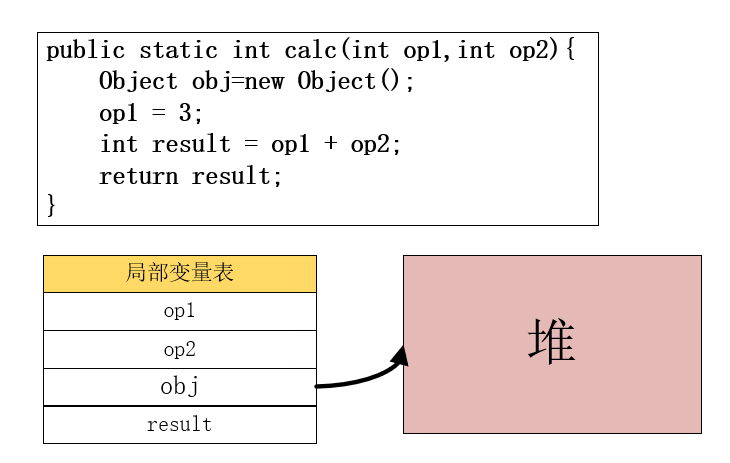 public static int calc(int op1,int op2){
    Object obj=new Object();
    op1 = 3;
    int result = op1 + op2;
    return result;
}
局部变量表
op1
op2
obj
result
堆